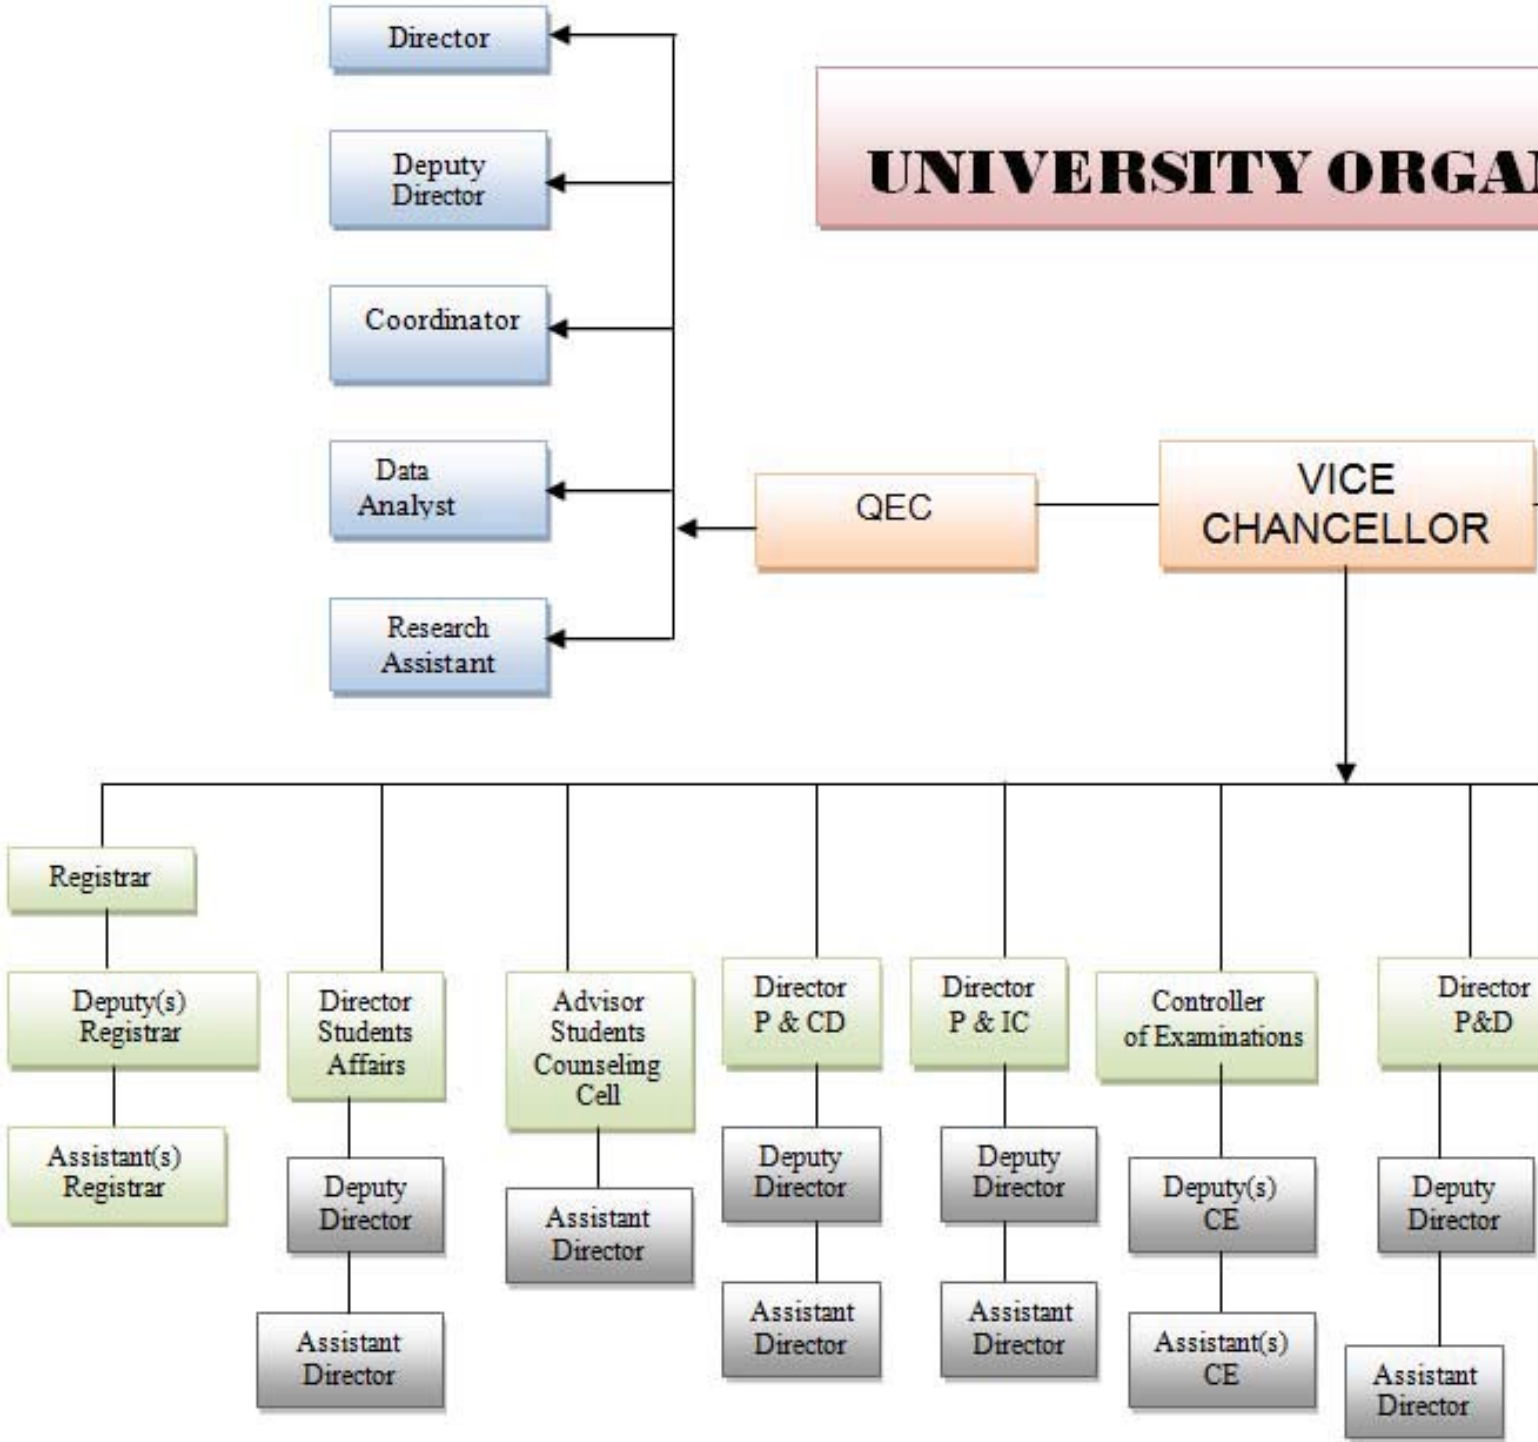 Director
Deputy
Director
Coordinator
Data
Analyst
Research
Assistant
UNIVERSITY ORGA
QEC
VICE
CHANCELLOR
Registrar
Deputy(s)
Registrar
Assistant(s)
Registrar
Director
Students
Affairs
Deputy
Director
Assistant
Director
Advisor
Students
Counseling
Cell
Assistant
Director
Director
P & CD
Deputy
Director
Assistant
Director
Director
P & IC
Deputy
Director
Assistant
Director
Controller
of Examinations
Deputy(s)
CE
Assistant(s)
CE
Director
P&D
Deputy
Director
Assistant
Director